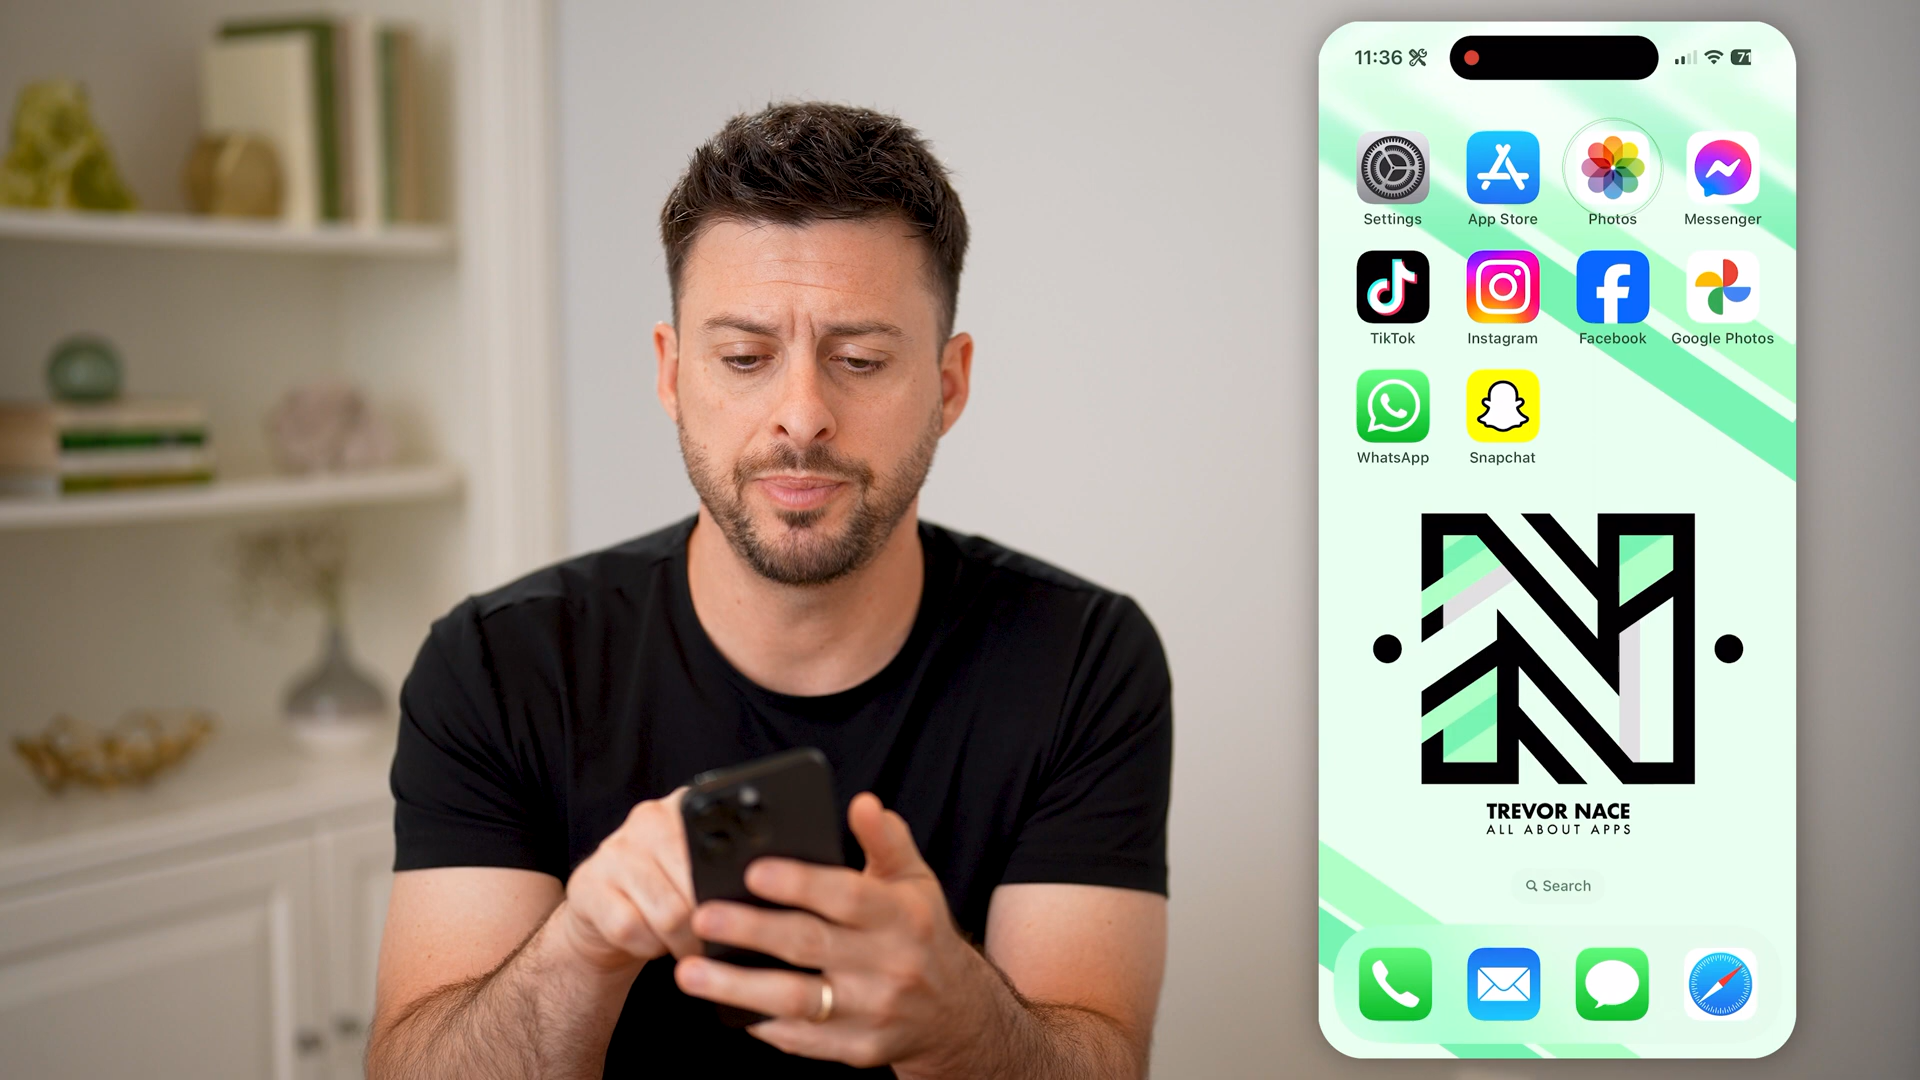 11:36
71
Settings
App Store
Photos
Messenger
TikTok
Instagram
Facebook
Google Photos
WhatsApp
Snapchat
TREVOR NACE
ALL ABOUT APPS
Search